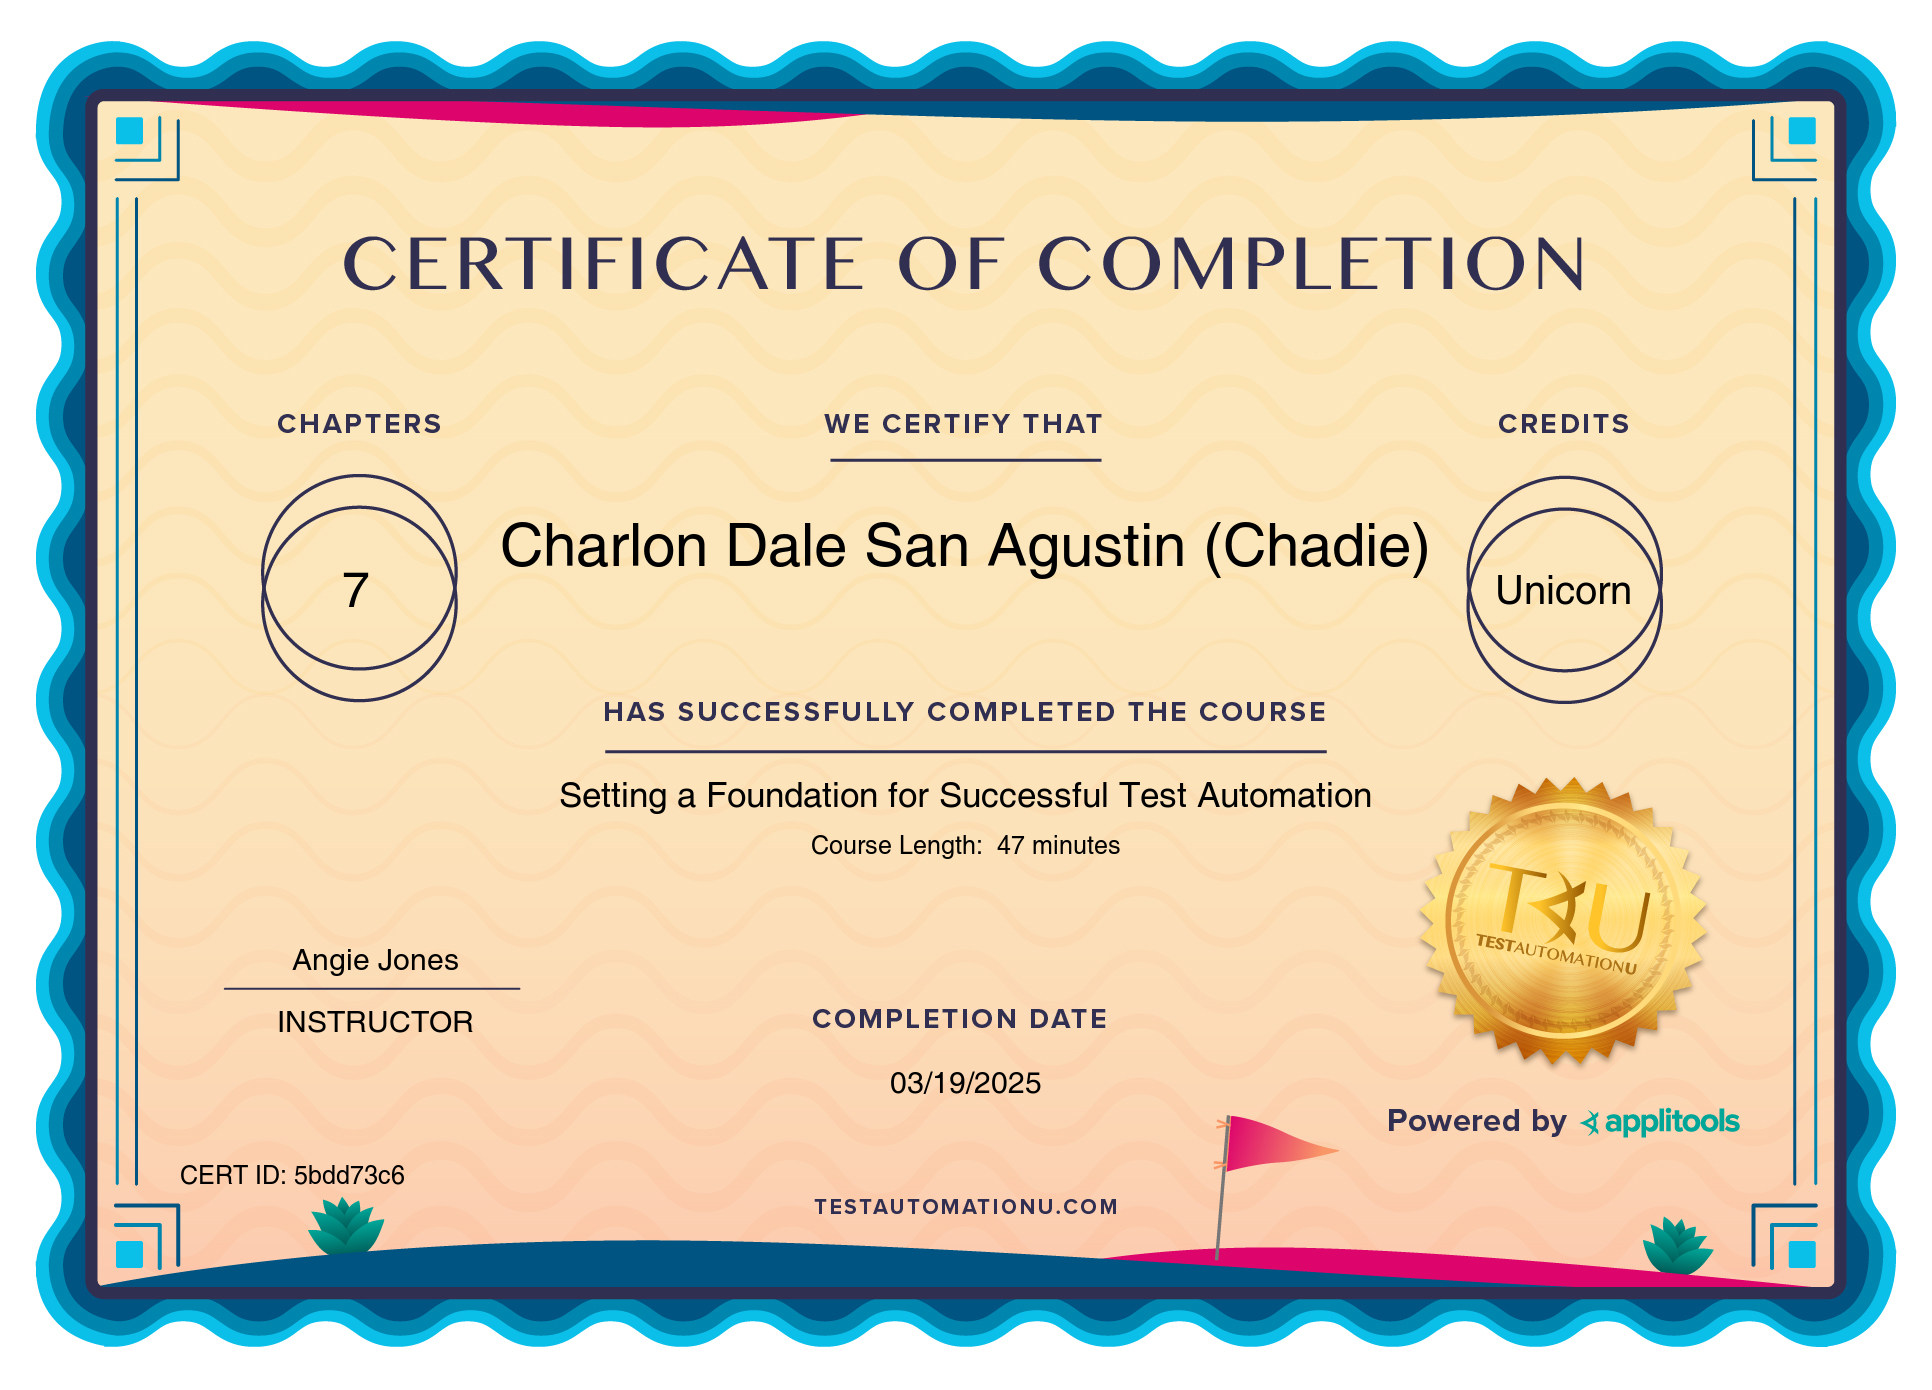 CERTIFICATE OF COMPLETION
CHAPTERS
7
WE CERTIFY THAT
Charlon Dale San Agustin (Chadie)
CREDITS
Unicorn
HAS SUCCESSFULLY COMPLETED THE COURSE
Setting a Foundation for Successful Test Automation
Course Length: 47 minutes
Angie Jones
INSTRUCTOR
COMPLETION DATE
03/19/2025
TAU
TESTAUTOMATIONU
Powered by applitools
CERT ID: 5bdd73c6
TESTAUTOMATIONU.COM